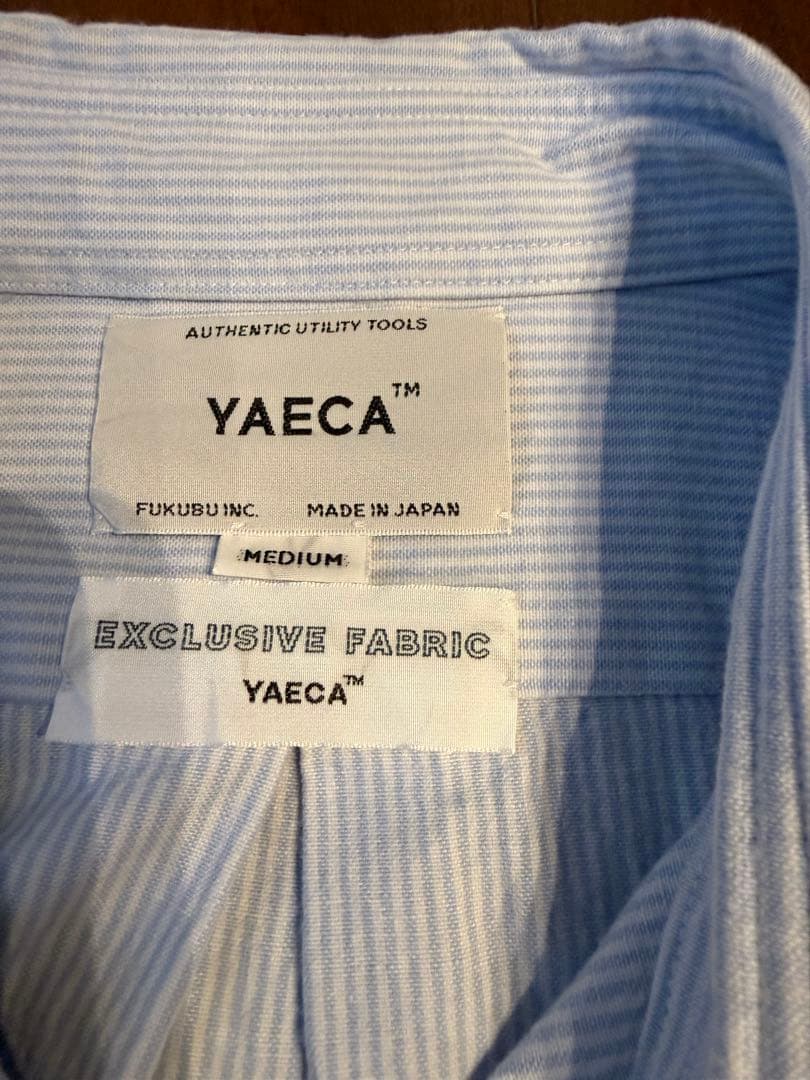 AUTHENTIC UTILITY TOOLS
YAECA™
FUKUBU INC. MADE IN JAPAN
MEDIUM
EXCLUSIVE FABRIC
YAECA™